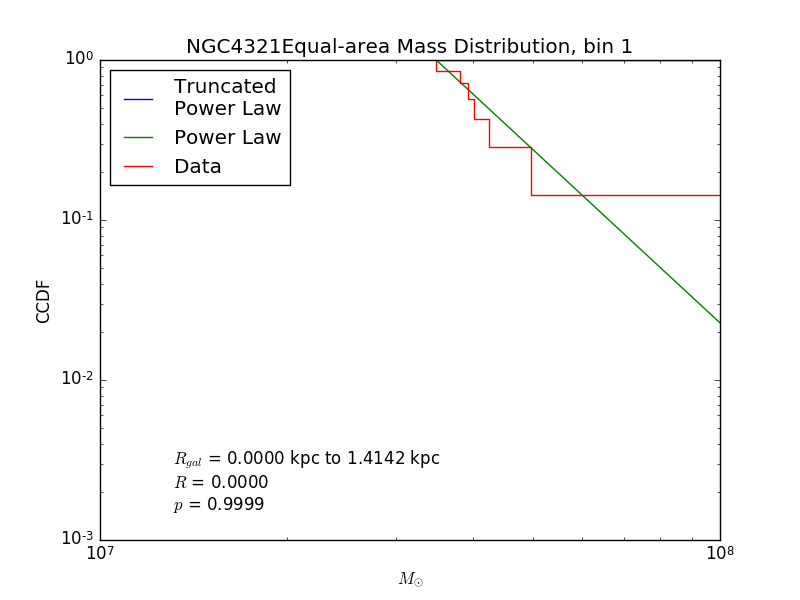 NGC4321Equal-area Mass Distribution, bin 1
10⁰
Truncated
Power Law
Power Law
Data
10⁻¹
CCDF
10⁻²
R_gal = 0.0000 kpc to 1.4142 kpc
R = 0.0000
p = 0.9999
10⁻³
10⁷
10⁸
M_⊙